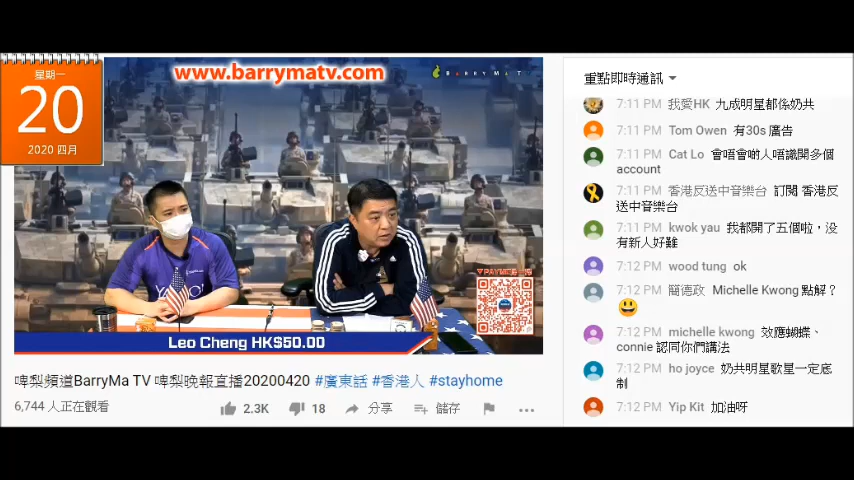 星期一
20
2020 四月
www.barrymatv.com
BARRYMAT
YAHOO
PAYME
Leo Cheng HK$50.00
啤梨頻道BarryMa TV 啤梨晚報直播20200420 #廣東話 #香港人 #stayhome
6,744 人正在觀看
2.3K
18
分享
儲存
重點即時通訊
7:11 PM 我愛HK 九成明星都係奶共
7:11 PM Tom Owen 有30s 廣告
7:11 PM Cat Lo 會唔會啲人唔識開多個
account
7:11 PM 香港反送中音樂台 訂閱 香港反
送中音樂台
7:11 PM kwok yau 我都開了五個啦，没
有新人好難
7:12 PM wood tung ok
7:12 PM 簡德政 Michelle Kwong 點解？
7:12 PM michelle kwong 效應蝴蝶、
connie 認同你們講法
7:12 PM ho joyce 奶共明星歌星一定底
制
7:12 PM Yip Kit 加油呀